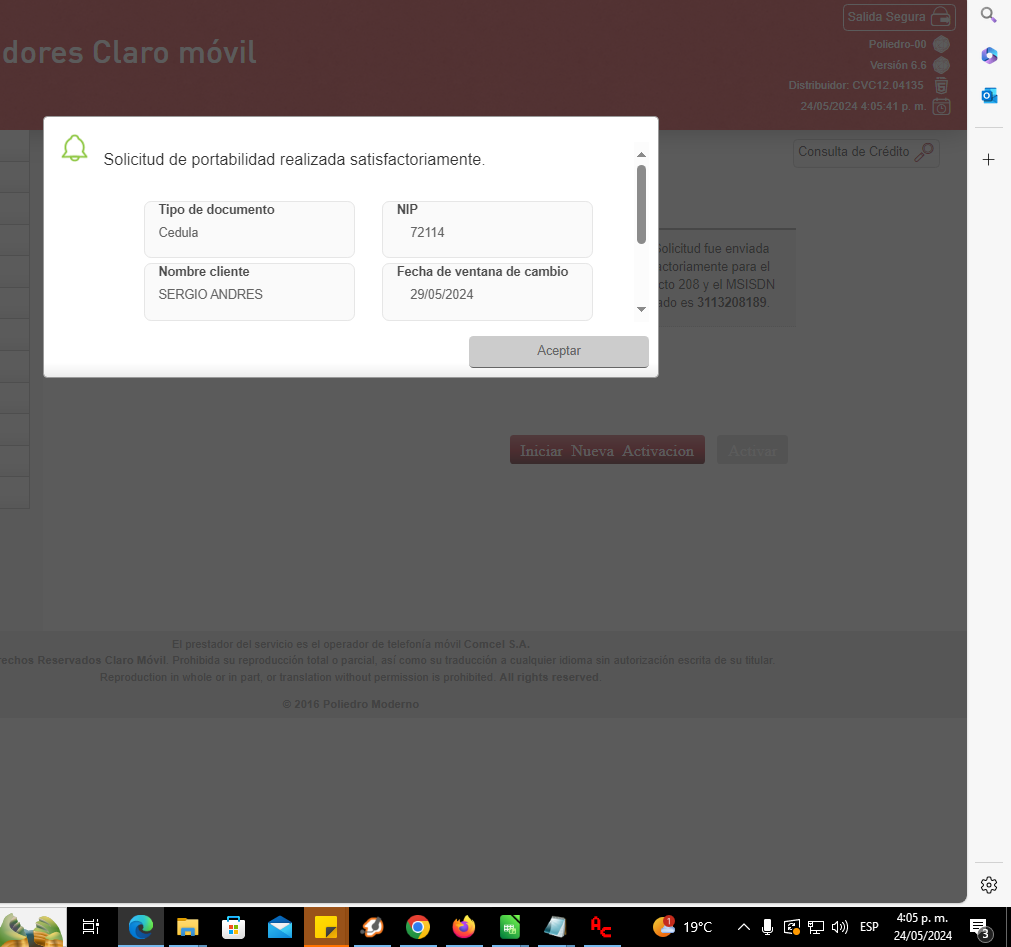 dores Claro móvil
Salida Segura
Poliedro-00
Versión 6.6
Distribuidor: CVC12.04135
24/05/2024 4:05:41 p. m.
Consulta de Crédito
Solicitud de portabilidad realizada satisfactoriamente.
Tipo de documento
Cedula
NIP
72114
Nombre cliente
SERGIO ANDRES
Fecha de ventana de cambio
29/05/2024
Aceptar
Solicitud fue enviada
actoriamente para el
cto 208 y el MSISDN
ado es 3113208189.
Iniciar Nueva Activacion
Activar
El prestador del servicio es el operador de telefonía móvil Comcel S.A.
rechos Reservados Claro Móvil. Prohibida su reproducción total o parcial, así como su traducción a cualquier idioma sin autorización escrita de su titular.
Reproduction in whole or in part, or translation without permission is prohibited. All rights reserved.
© 2016 Poliedro Moderno
1
19°C
ESP
4:05 p. m.
24/05/2024
3